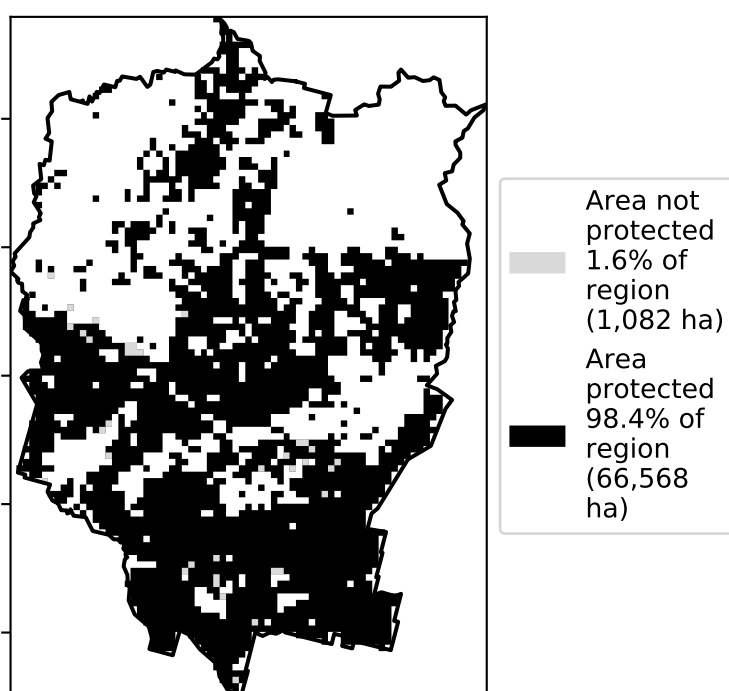 Area not
protected
1.6% of
region
(1,082 ha)
Area
protected
98.4% of
region
(66,568
ha)